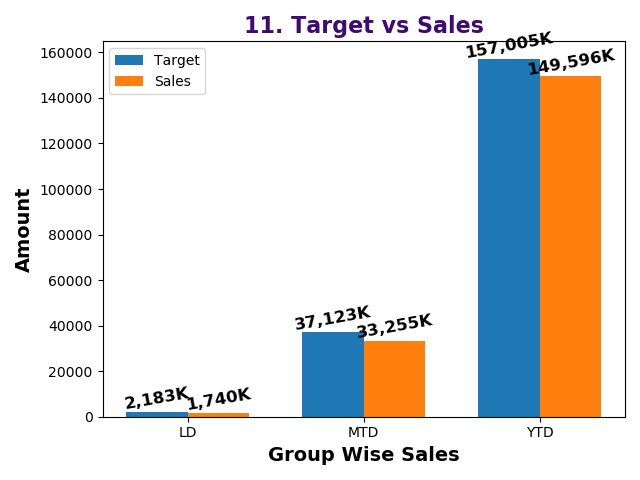 11. Target vs Sales
157,005K
149,596K
160000
Target
Sales
140000
120000
100000
80000
60000
40000
20000
0
37,123K
33,255K
2,183K
1,740K
Amount
LD
MTD
YTD
Group Wise Sales